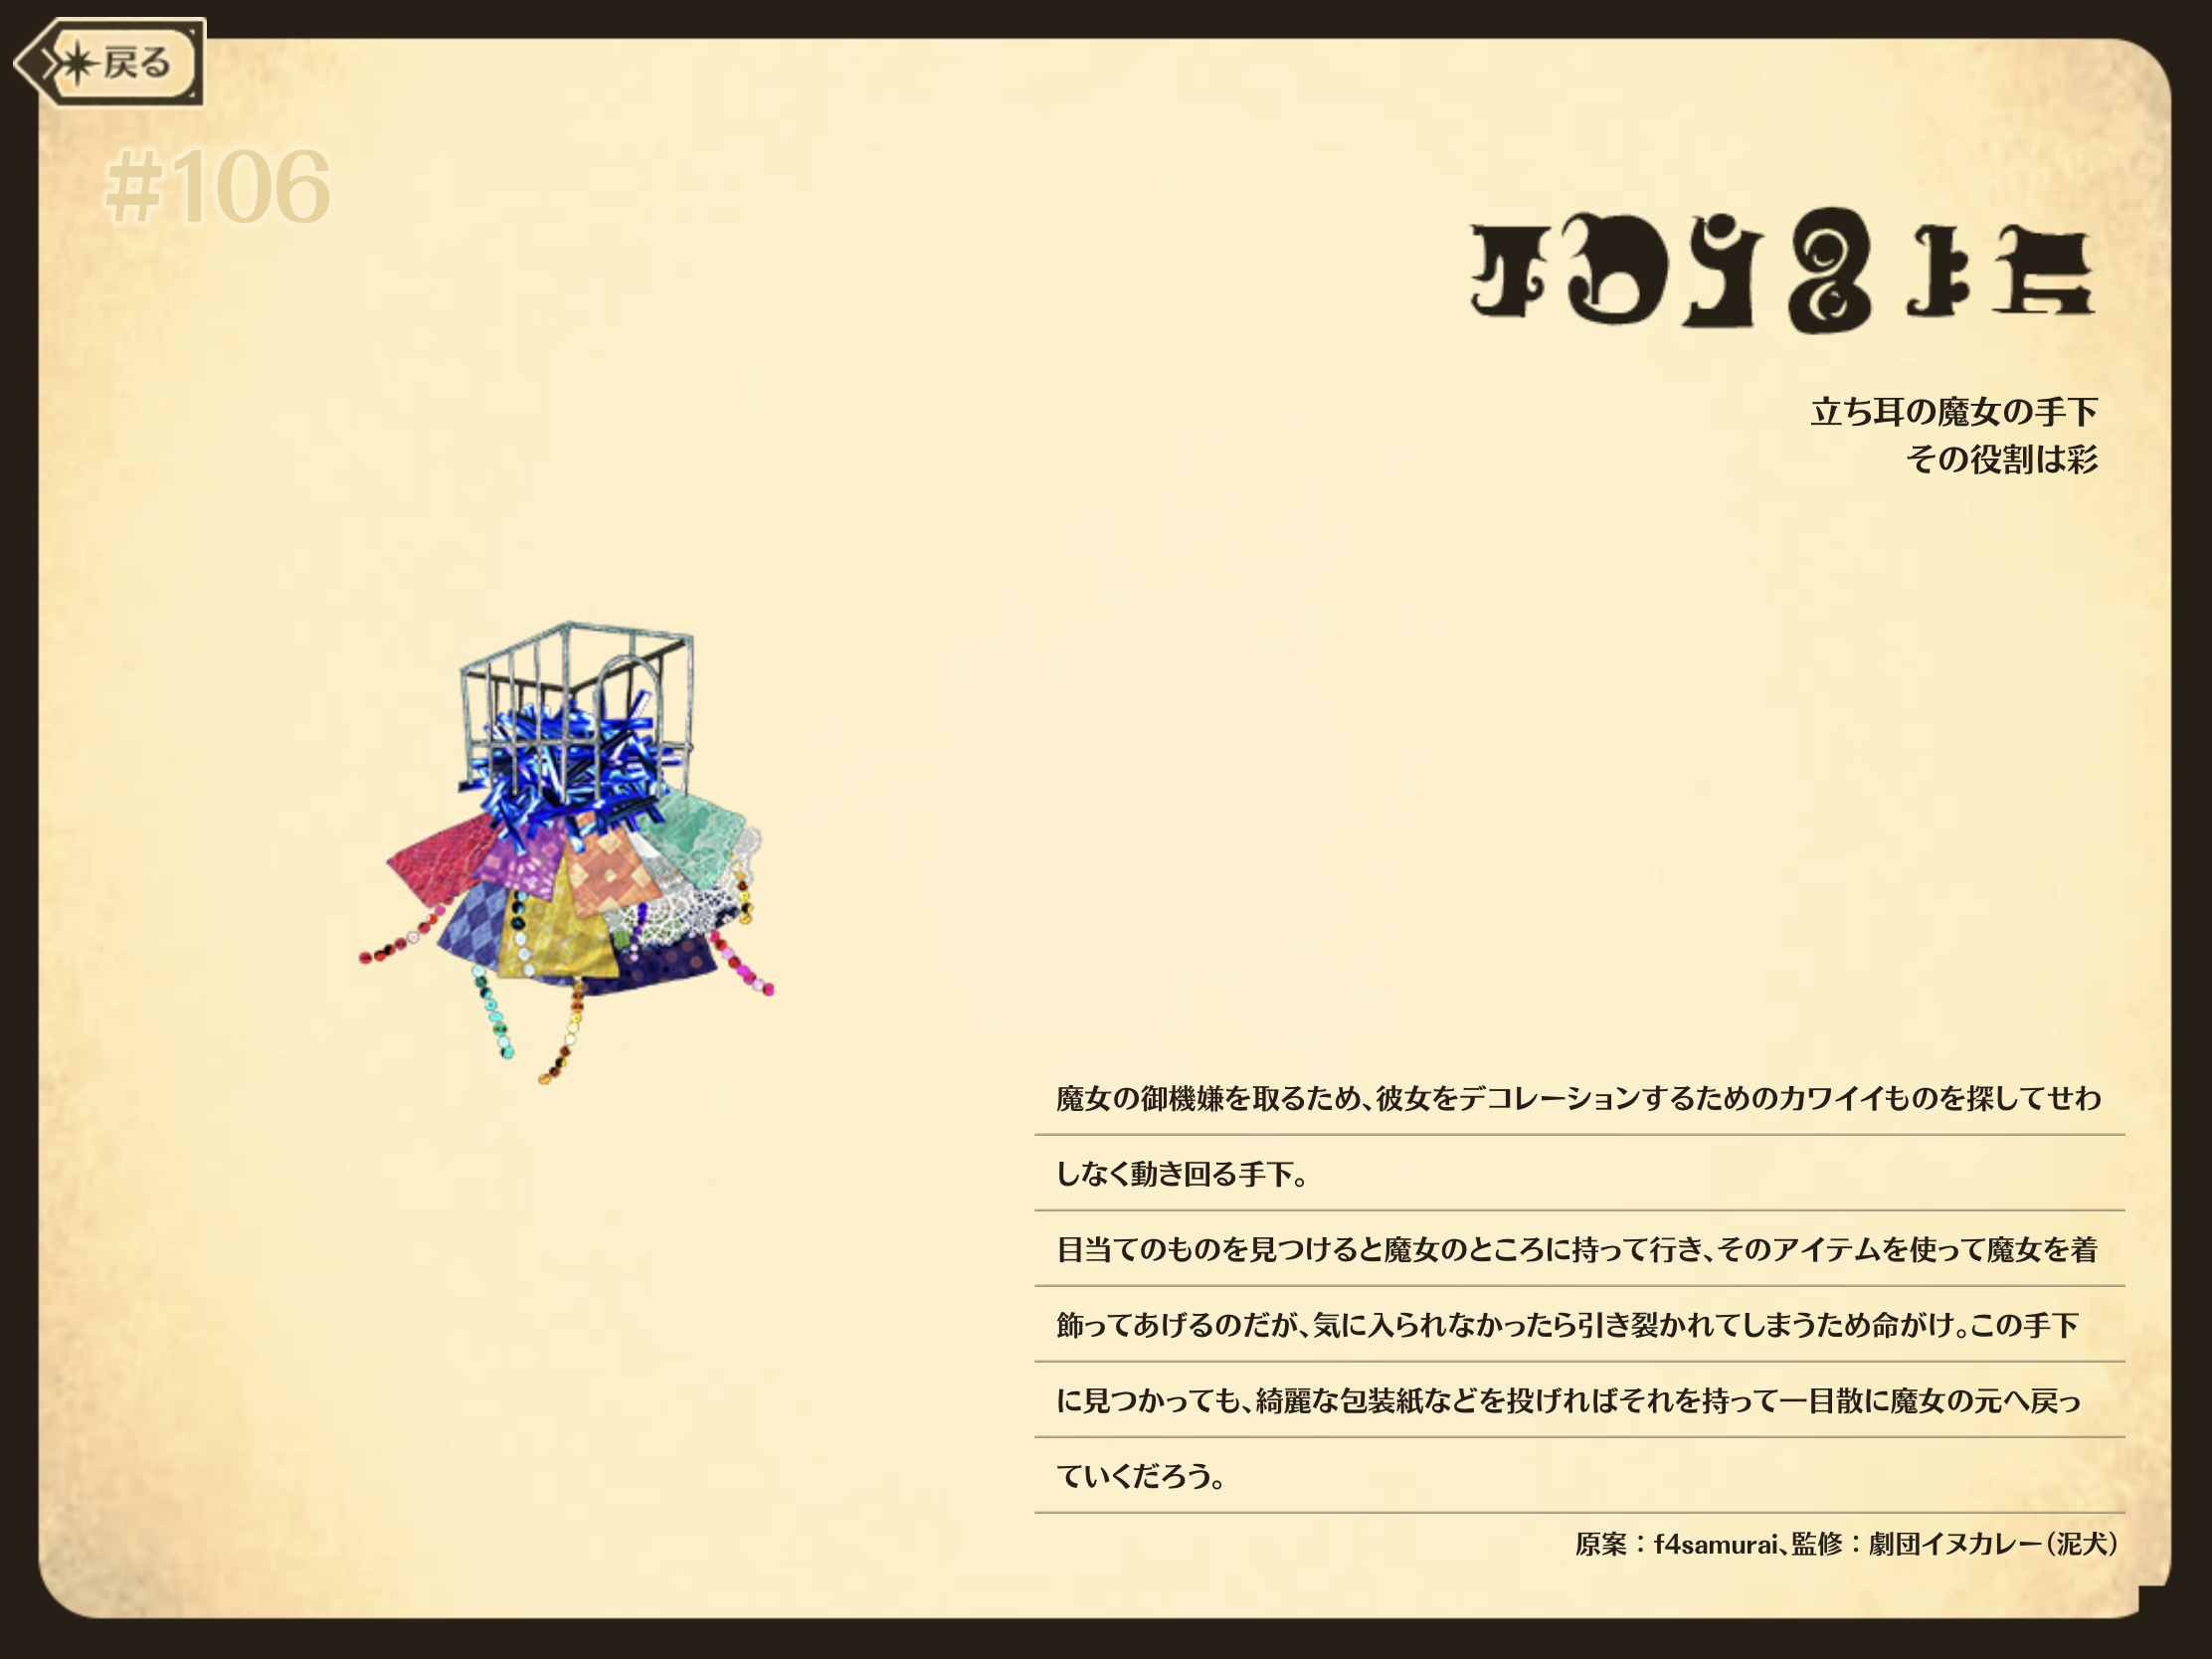 戻る
#106
立ち耳の魔女の手下
その役割は彩
魔女の御機嫌を取るため、彼女をデコレーションするためのカワイイものを探してせわ
しなく動き回る手下。
目当てのものを見つけると魔女のところに持って行き、そのアイテムを使って魔女を着
飾ってあげるのだが、気に入られなかったら引き裂かれてしまうため命がけ。この手下
に見つかっても、綺麗な包装紙などを投げればそれを持って一目散に魔女の元へ戻っ
ていくだろう。
原案：f4samurai、監修：劇団イヌカレー（泥犬）